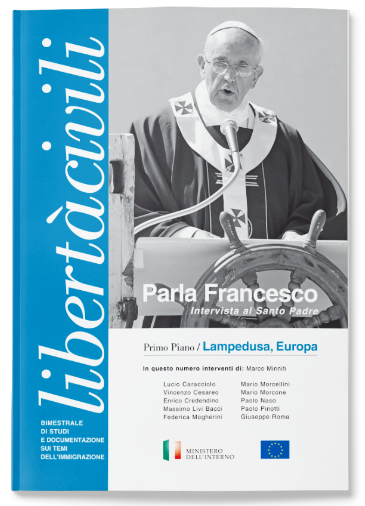 libertàcivili
BIMESTRALE
DI STUDI
E DOCUMENTAZIONE
SUI TEMI
DELL'IMMIGRAZIONE
Parla Francesco
Intervista al Santo Padre
Primo Piano / Lampedusa, Europa
In questo numero interventi di: Marco Minniti
Lucio Caracciolo
Vincenzo Cesareo
Enrico Credendino
Massimo Livi Bacci
Federica Mogherini
Mario Morcellini
Mario Morcone
Paolo Naso
Paolo Pinotti
Giuseppe Roma
MINISTERO
DELL'INTERNO